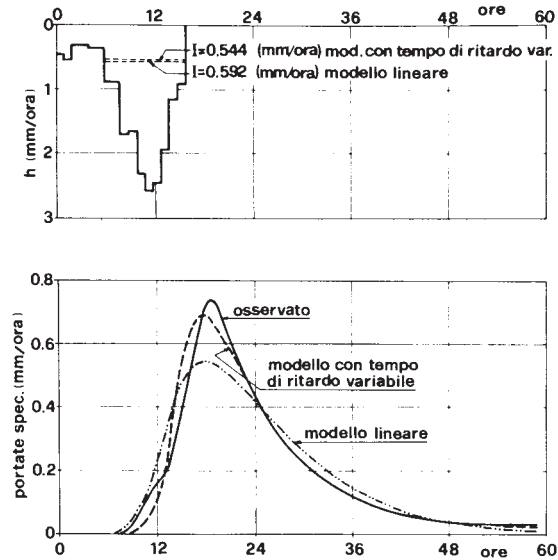 0 12 24 36 48 ore 60
0
I=0.544 (mm/ora) mod. con tempo di ritardo var.
I=0.592 (mm/ora) modello lineare
1
2
3
h (mm/ora)
0.8
0.6
0.4
0.2
0
portate spec. (mm/ora)
osservato
modello con tempo
di ritardo variabile
modello lineare
0 12 24 36 48 ore 60